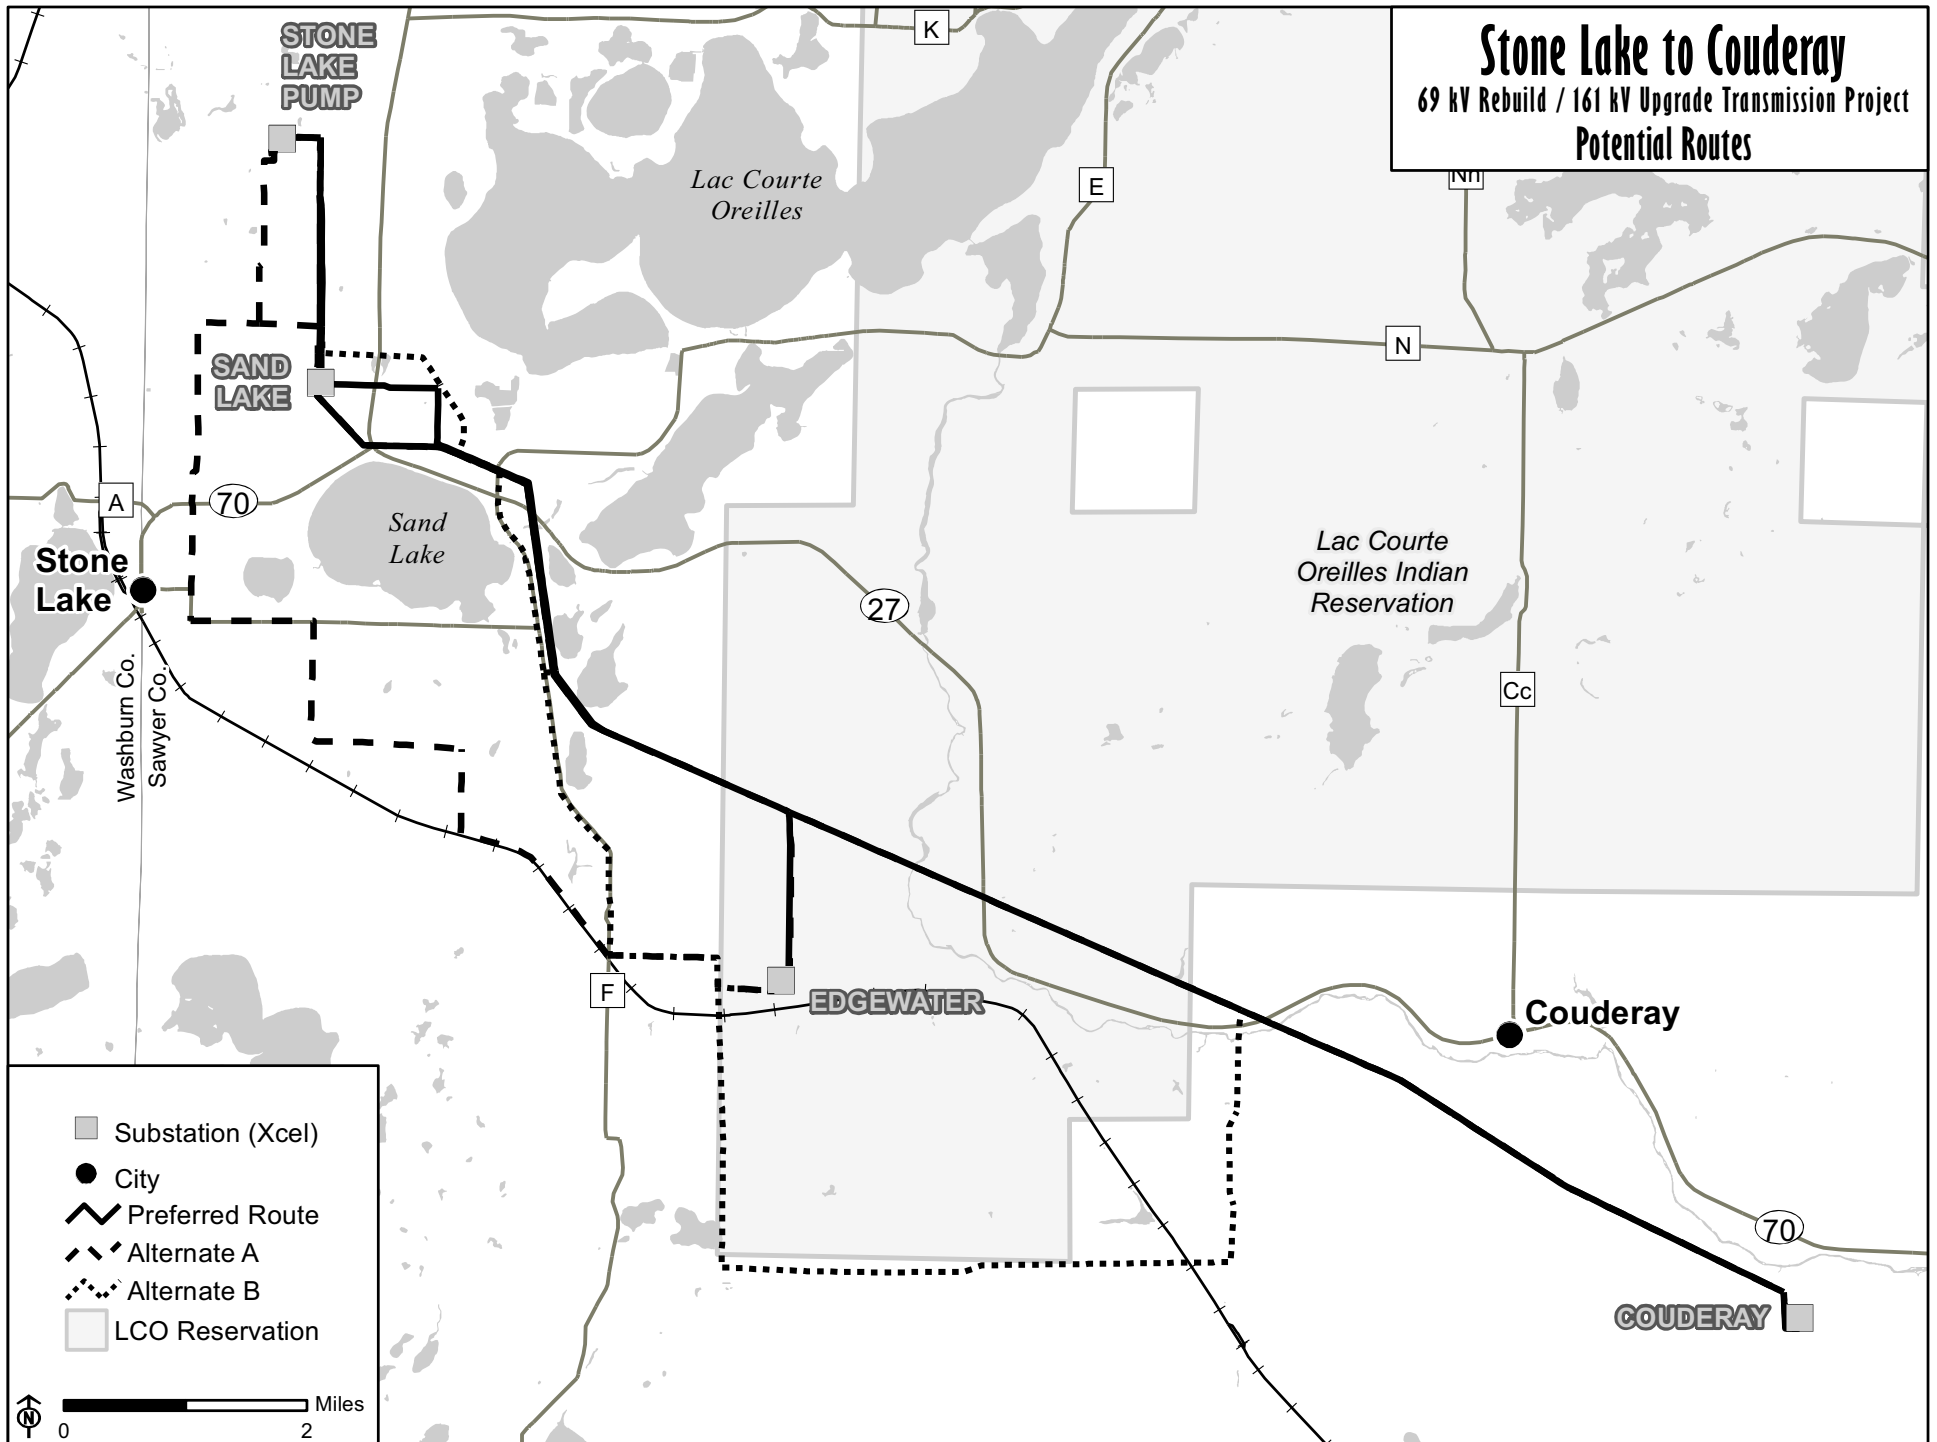 Stone Lake to Couderay
69 kV Rebuild / 161 kV Upgrade Transmission Project
Potential Routes
STONE
LAKE
PUMP
K
Lac Courte
Oreilles
E
Nn
N
SAND
LAKE
A
70
Sand
Lake
Stone
Lake
Lac Courte
Oreilles Indian
Reservation
27
Cc
Washburn Co.
Sawyer Co.
F
EDGEWATER
Couderay
70
COUDERAY
Substation (Xcel)
City
Preferred Route
Alternate A
Alternate B
LCO Reservation
N
Miles
0
2